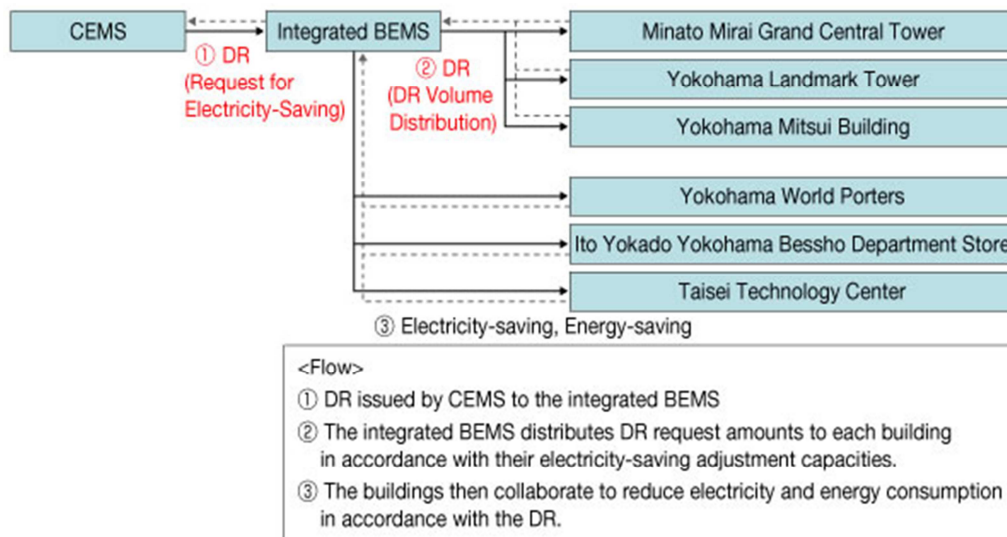 CEMS
Integrated BEMS
Minato Mirai Grand Central Tower
① DR
(Request for
Electricity-Saving)
② DR
(DR Volume
Distribution)
Yokohama Landmark Tower
Yokohama Mitsui Building
Yokohama World Porters
Ito Yokado Yokohama Bessho Department Store
Taisei Technology Center
③ Electricity-saving, Energy-saving
<Flow>
① DR issued by CEMS to the integrated BEMS
② The integrated BEMS distributes DR request amounts to each building
in accordance with their electricity-saving adjustment capacities.
③ The buildings then collaborate to reduce electricity and energy consumption
in accordance with the DR.